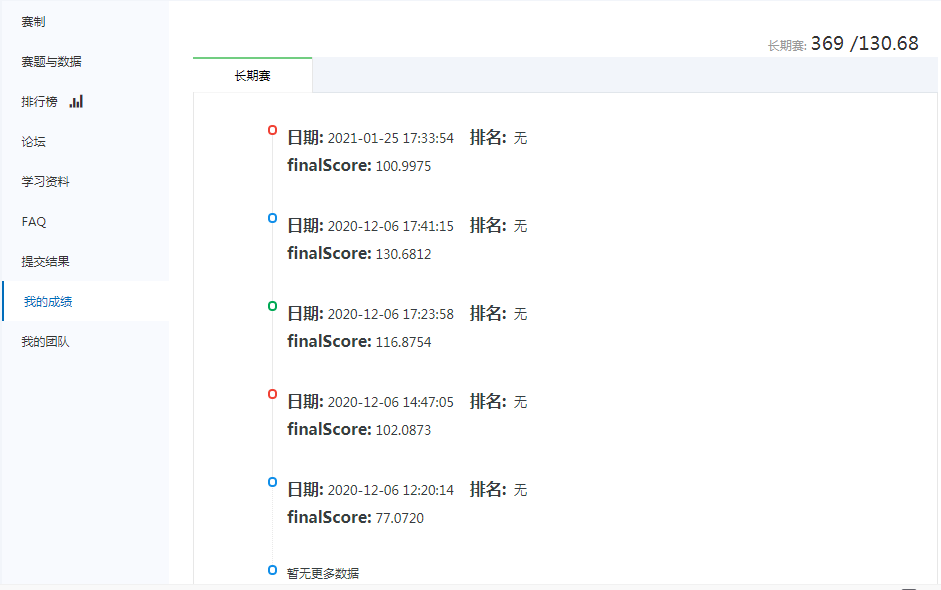 赛制
赛题与数据
排行榜
论坛
学习资料
FAQ
提交结果
我的成绩
我的团队
长期赛: 369 /130.68
长期赛
日期: 2021-01-25 17:33:54 排名: 无
finalScore: 100.9975
日期: 2020-12-06 17:41:15 排名: 无
finalScore: 130.6812
日期: 2020-12-06 17:23:58 排名: 无
finalScore: 116.8754
日期: 2020-12-06 14:47:05 排名: 无
finalScore: 102.0873
日期: 2020-12-06 12:20:14 排名: 无
finalScore: 77.0720
暂无更多数据